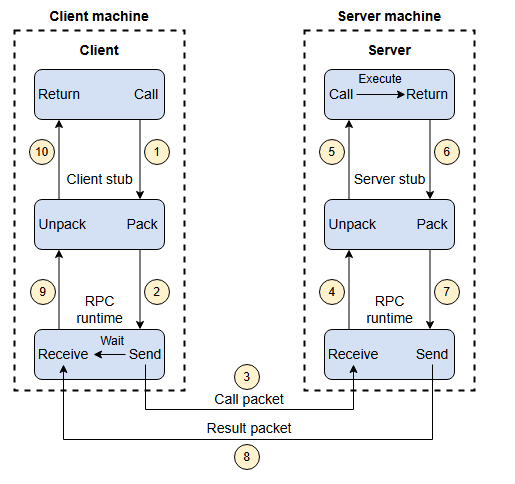 Client machine
Server machine
Client
Server
Return
Call
Execute
Call
Return
10
1
5
6
Client stub
Server stub
Unpack
Pack
Unpack
Pack
9
2
4
7
RPC
runtime
RPC
runtime
Wait
Receive
Send
Receive
Send
3
Call packet
Result packet
8